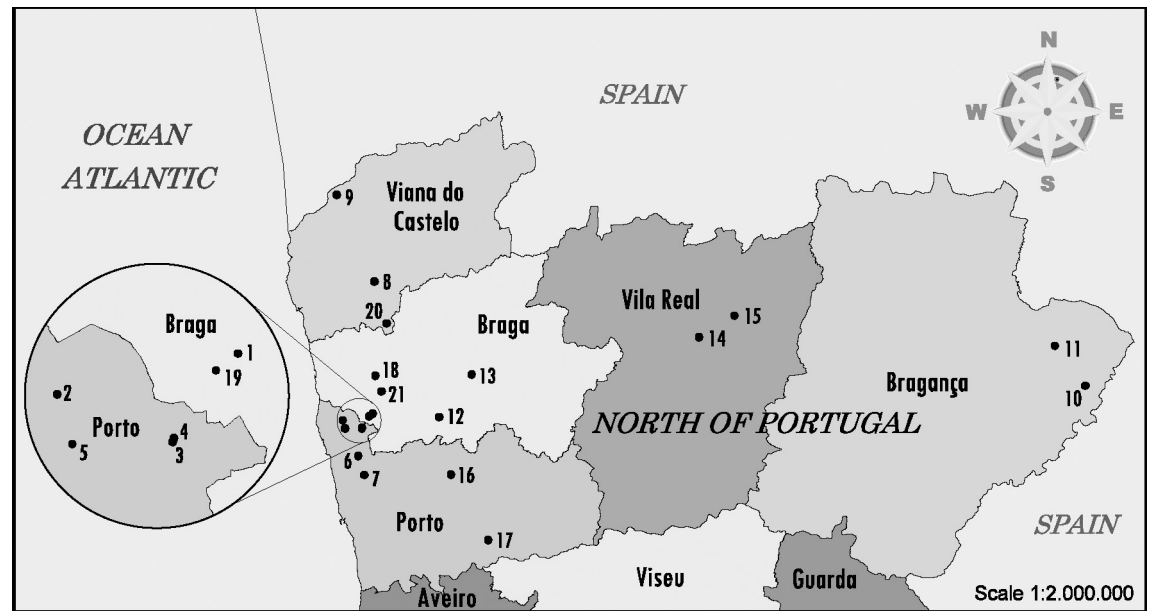 N
W E
S
SPAIN
OCEAN
ATLANTIC
9
Viana do
Castelo
8
20
Braga
Vila Real
15
14
11
10
Bragança
18
21
13
12
NORTH OF PORTUGAL
Braga
1
19
2
Porto
4
3
5
6
7
16
Porto
17
SPAIN
Viseu
Guarda
Aveiro
Scale 1:2.000.000